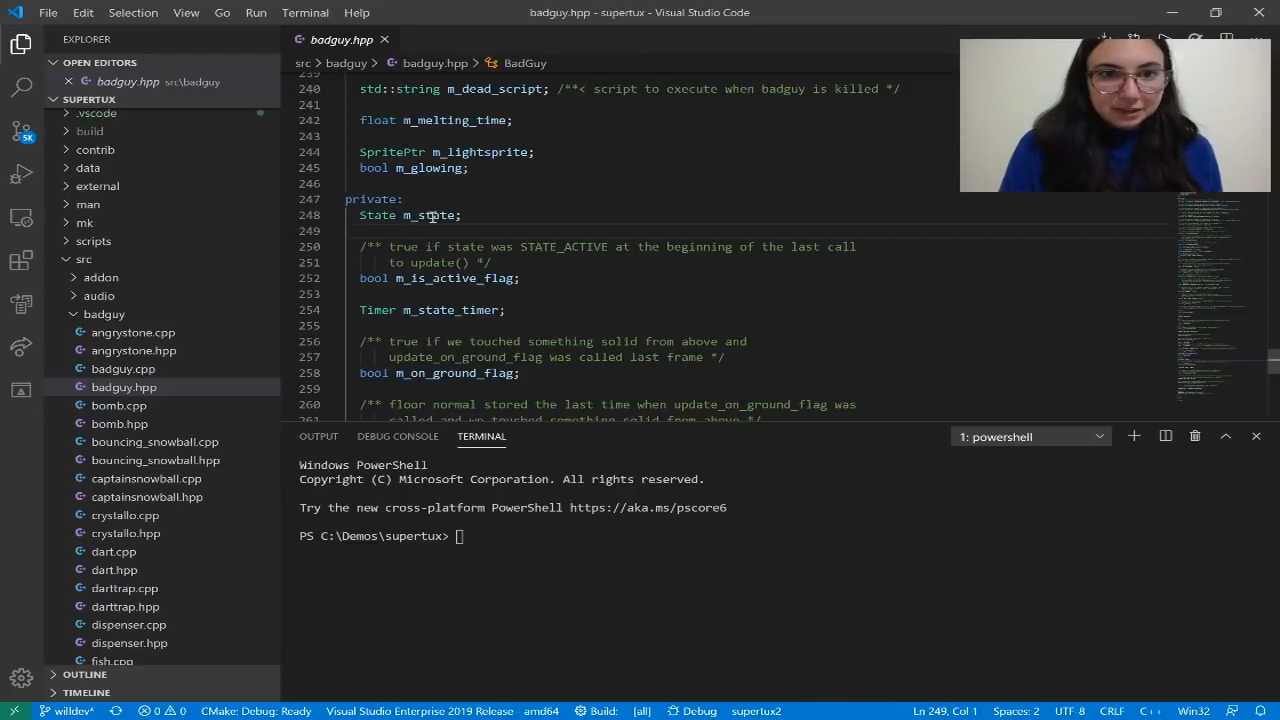 File Edit Selection View Go Run Terminal Help
badguy.hpp - supertux - Visual Studio Code
EXPLORER
OPEN EDITORS
badguy.hpp src\badguy
SUPERTUX
.vscode
build
contrib
data
external
man
mk
scripts
src
addon
audio
badguy
angrystone.cpp
angrystone.hpp
badguy.cpp
badguy.hpp
bomb.cpp
bomb.hpp
bouncing_snowball.cpp
bouncing_snowball.hpp
captainsnowball.cpp
captainsnowball.hpp
crystallo.cpp
crystallo.hpp
dart.cpp
dart.hpp
darttrap.cpp
darttrap.hpp
dispenser.cpp
dispenser.hpp
fish.cpp
OUTLINE
TIMELINE
5K
badguy.hpp
src > badguy > badguy.hpp > BadGuy
239
240 std::string m_dead_script; /**< script to execute when badguy is killed */
241
242 float m_melting_time;
243
244 SpritePtr m_lightsprite;
245 bool m_glowing;
246
247 private:
248 State m_state;
249
250 /** true if state == STATE_ACTIVE at the beginning of the last call
251 to update() */
252 bool m_is_active_flag;
253
254 Timer m_state_timer;
255
256 /** true if we touched something solid from above and
257 update_on_ground_flag was called last frame */
258 bool m_on_ground_flag;
259
260 /** floor normal stored the last time when update_on_ground_flag was
261 called and we touched something solid from above */
OUTPUT DEBUG CONSOLE TERMINAL
1: powershell
Windows PowerShell
Copyright (C) Microsoft Corporation. All rights reserved.
Try the new cross-platform PowerShell https://aka.ms/pscore6
PS C:\Demos\supertux>
willdev* 0 0 CMake: Debug: Ready Visual Studio Enterprise 2019 Release - amd64 Build: [all] Debug supertux2 Ln 249, Col 1 Spaces: 2 UTF-8 CRLF C++ Win32